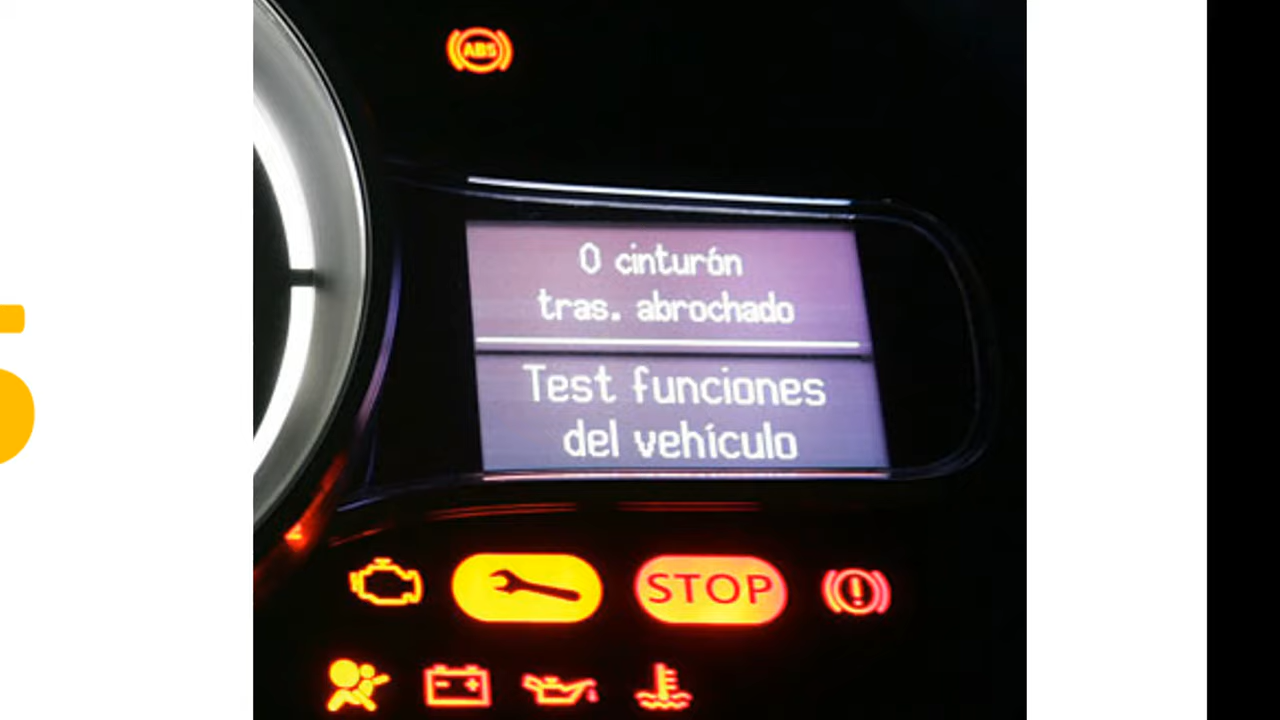 ABS
0 cinturón
tras. abrochado
Test funciones
del vehículo
STOP